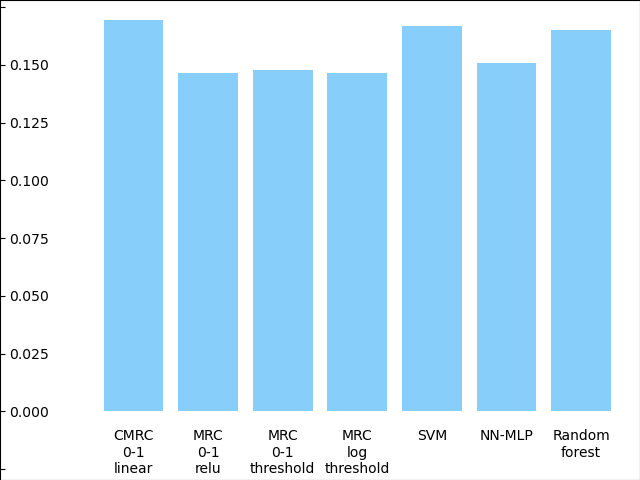 0.150
0.125
0.100
0.075
0.050
0.025
0.000
CMRC
0-1
linear
MRC
0-1
relu
MRC
0-1
threshold
MRC
log
threshold
SVM
NN-MLP
Random
forest